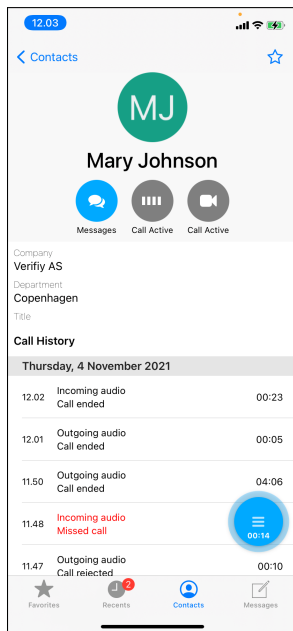 12.03
Contacts
MJ
Mary Johnson
Messages Call Active Call Active
Company
Verifiy AS
Department
Copenhagen
Title
Call History
Thursday, 4 November 2021
12.02 Incoming audio 00:23
Call ended
12.01 Outgoing audio 00:05
Call ended
11.50 Outgoing audio 04:06
Call ended
11.48 Incoming audio
Missed call
00:14
11.47 Outgoing audio 00:10
Call rejected
2
Favorites Recents Contacts Messages